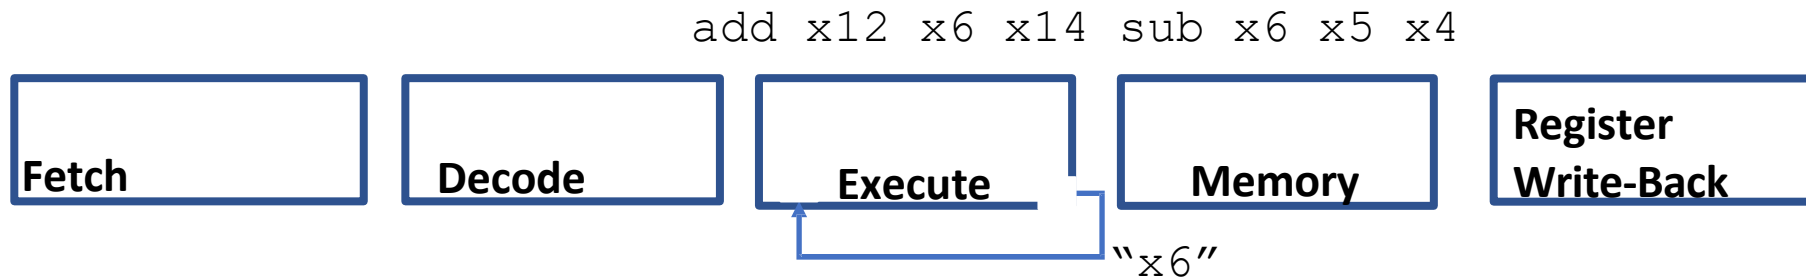 add x12 x6 x14 sub x6 x5 x4
Fetch
Decode
Execute
Memory
Register
Write-Back
“x6”